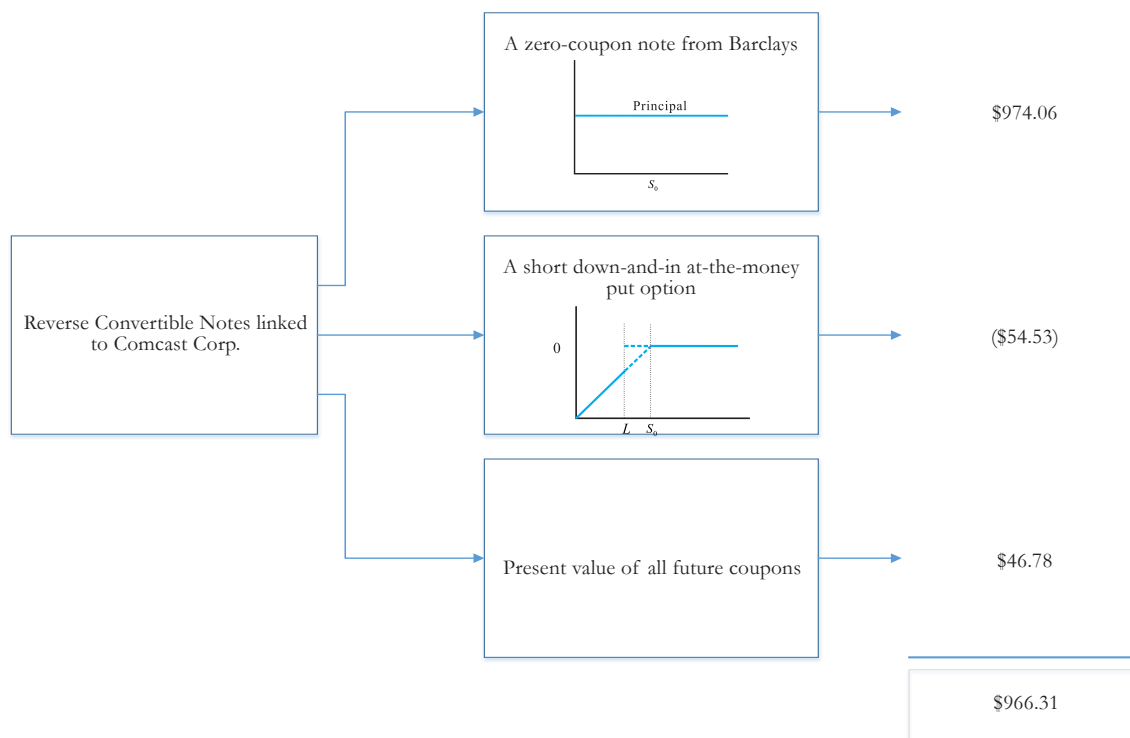 A zero-coupon note from Barclays
Principal
S₀
$974.06
Reverse Convertible Notes linked
to Comcast Corp.
A short down-and-in at-the-money
put option
0
L S₀
($54.53)
Present value of all future coupons
$46.78
$966.31